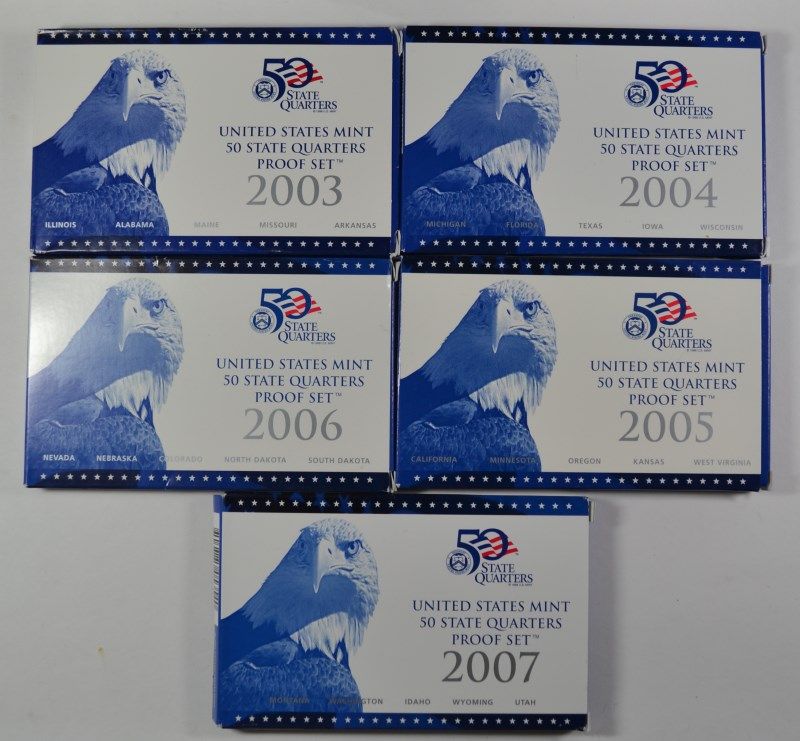 50
STATE
QUARTERS
UNITED STATES MINT
50 STATE QUARTERS
PROOF SET™
2003
ILLINOIS ALABAMA MAINE MISSOURI ARKANSAS
50
STATE
QUARTERS
UNITED STATES MINT
50 STATE QUARTERS
PROOF SET™
2004
MICHIGAN FLORIDA TEXAS IOWA WISCONSIN
50
STATE
QUARTERS
UNITED STATES MINT
50 STATE QUARTERS
PROOF SET™
2006
NEVADA NEBRASKA COLORADO NORTH DAKOTA SOUTH DAKOTA
50
STATE
QUARTERS
UNITED STATES MINT
50 STATE QUARTERS
PROOF SET™
2005
CALIFORNIA MINNESOTA OREGON KANSAS WEST VIRGINIA
50
STATE
QUARTERS
UNITED STATES MINT
50 STATE QUARTERS
PROOF SET™
2007
MONTANA WASHINGTON IDAHO WYOMING UTAH